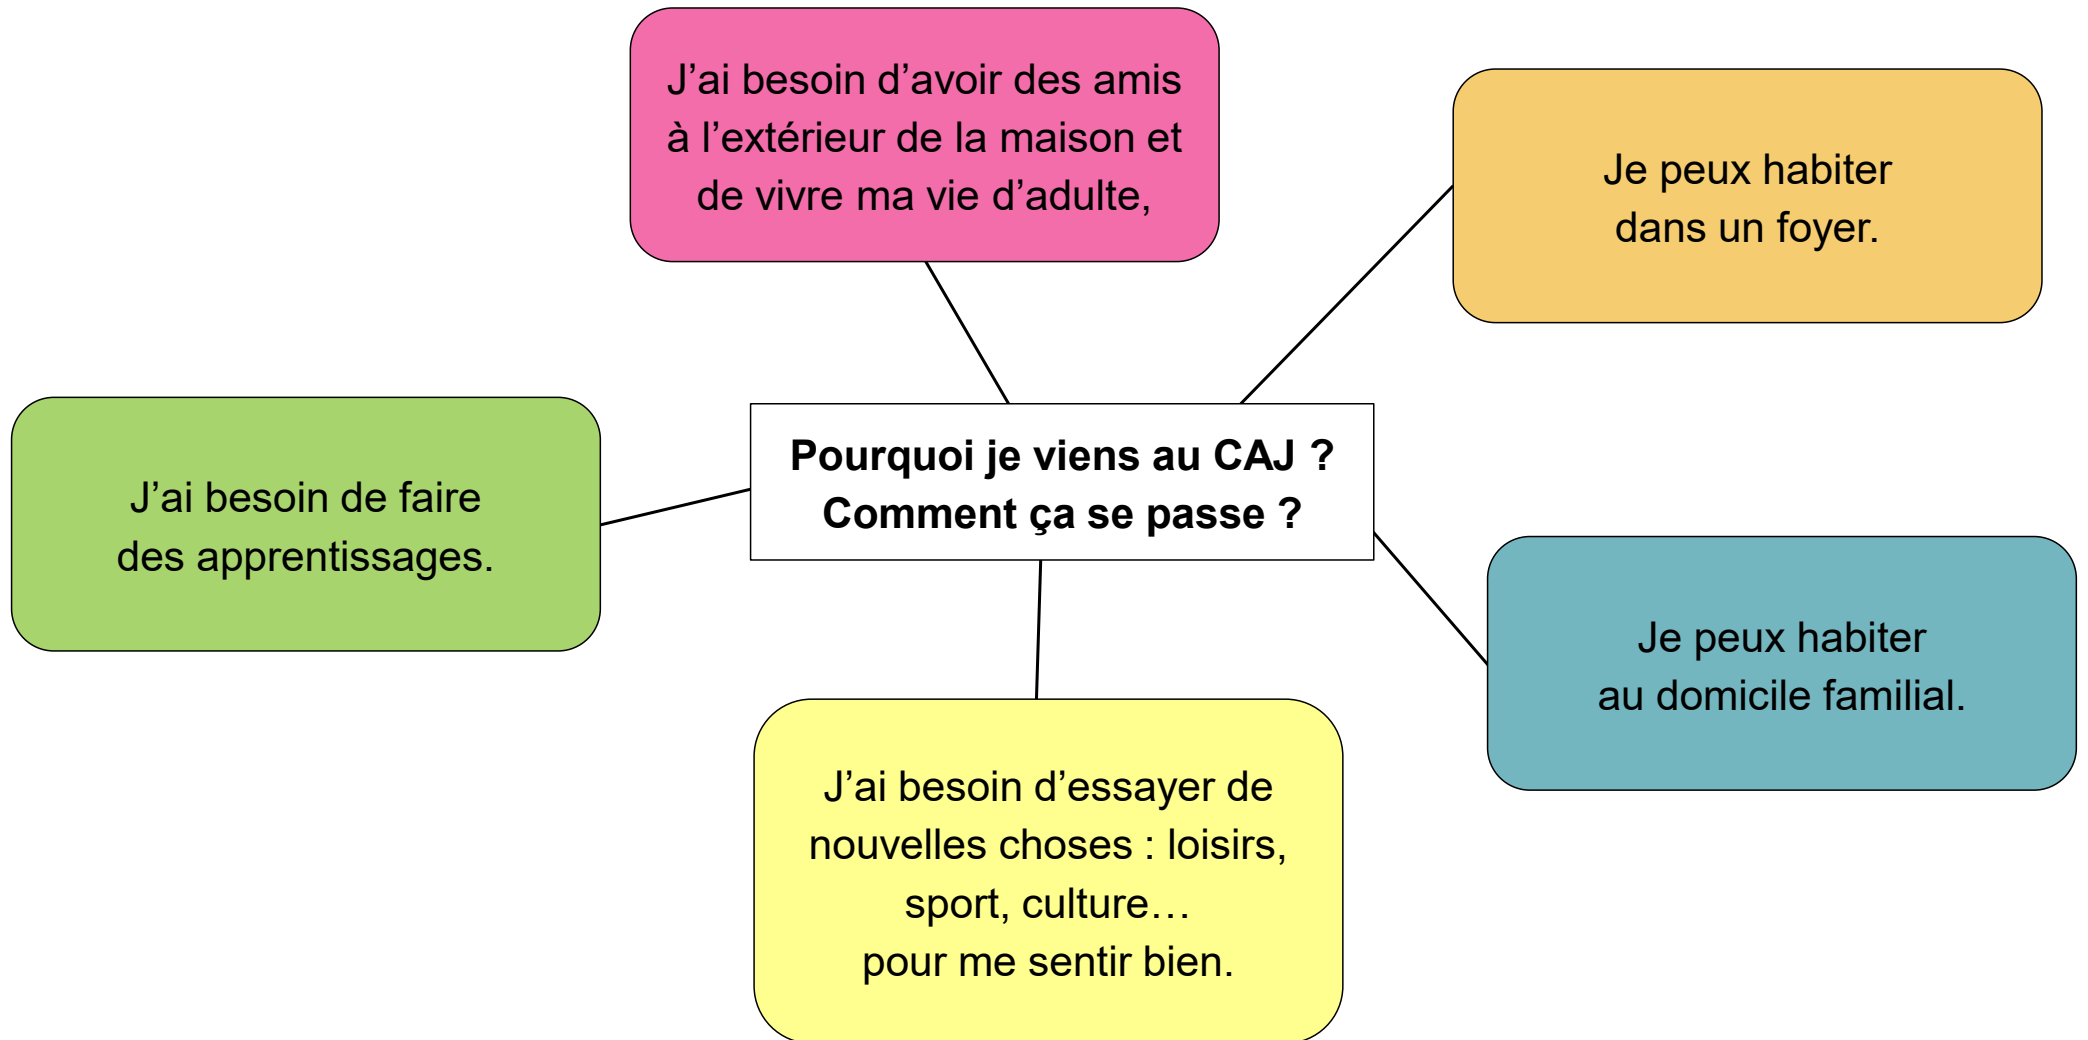 J’ai besoin d’avoir des amis
à l’extérieur de la maison et
de vivre ma vie d’adulte,
Je peux habiter
dans un foyer.
Pourquoi je viens au CAJ ?
Comment ça se passe ?
J’ai besoin de faire
des apprentissages.
Je peux habiter
au domicile familial.
J’ai besoin d’essayer de
nouvelles choses : loisirs,
sport, culture…
pour me sentir bien.